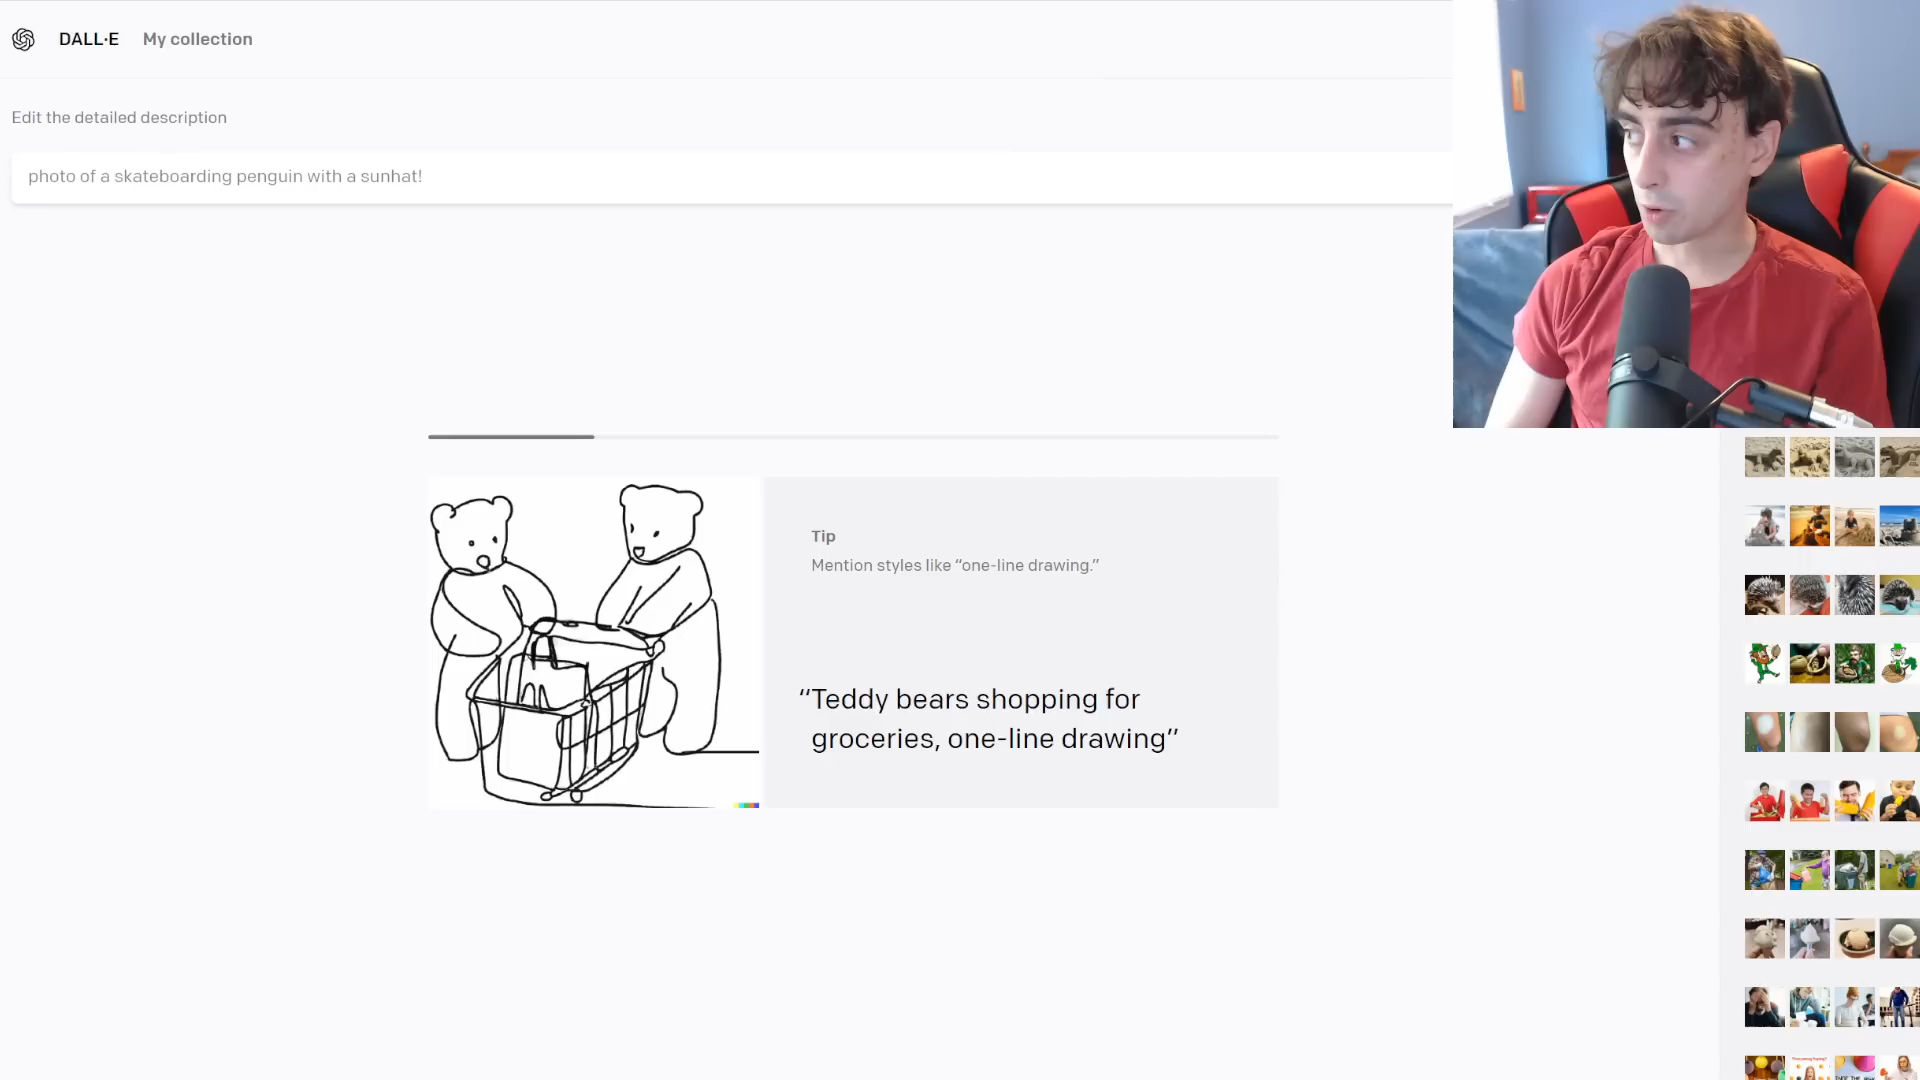 DALL·E My collection
Edit the detailed description
photo of a skateboarding penguin with a sunhat!
Tip
Mention styles like “one-line drawing.”
“Teddy bears shopping for
groceries, one-line drawing”